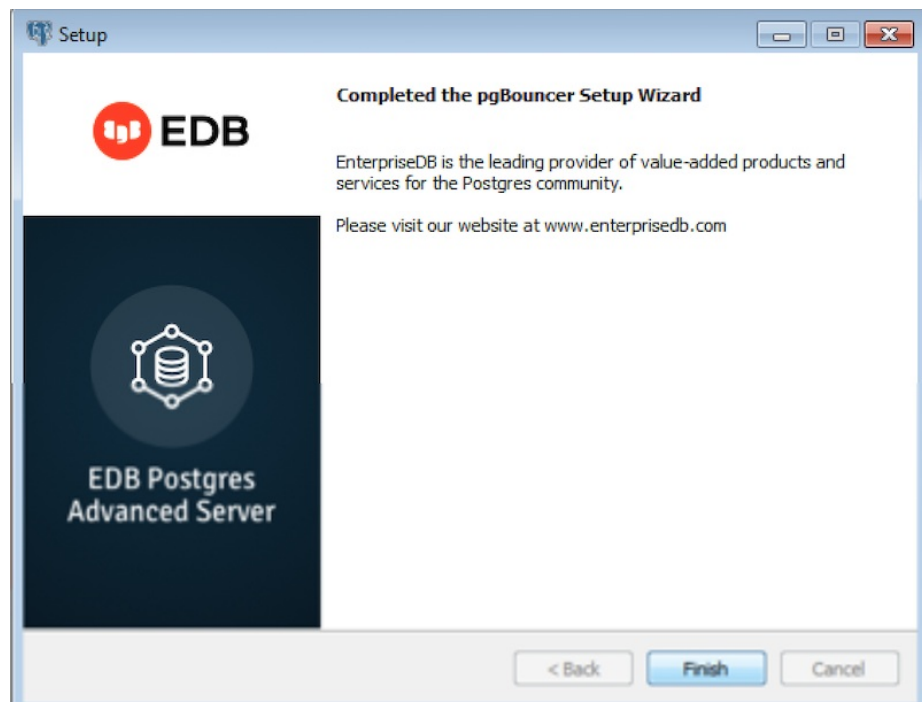 Setup
EDB
Completed the pgBouncer Setup Wizard
EnterpriseDB is the leading provider of value-added products and
services for the Postgres community.
Please visit our website at www.enterprisedb.com
EDB Postgres
Advanced Server
< Back
Finish
Cancel